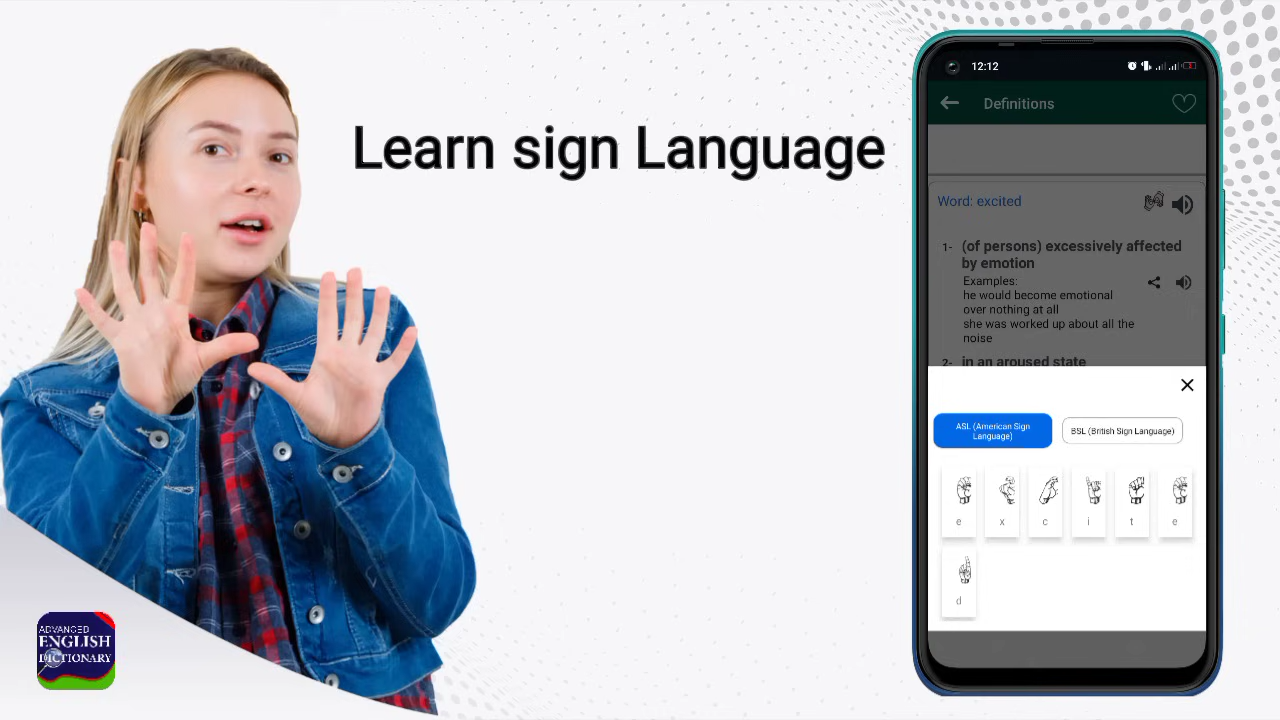 Learn sign Language
12:12
Definitions
Word: excited
1- (of persons) excessively affected
by emotion
Examples:
he would become emotional
over nothing at all
she was worked up about all the
noise
2- in an aroused state
ASL (American Sign
Language)
BSL (British Sign Language)
e x c i t e
d
ADVANCED
ENGLISH
DICTIONARY